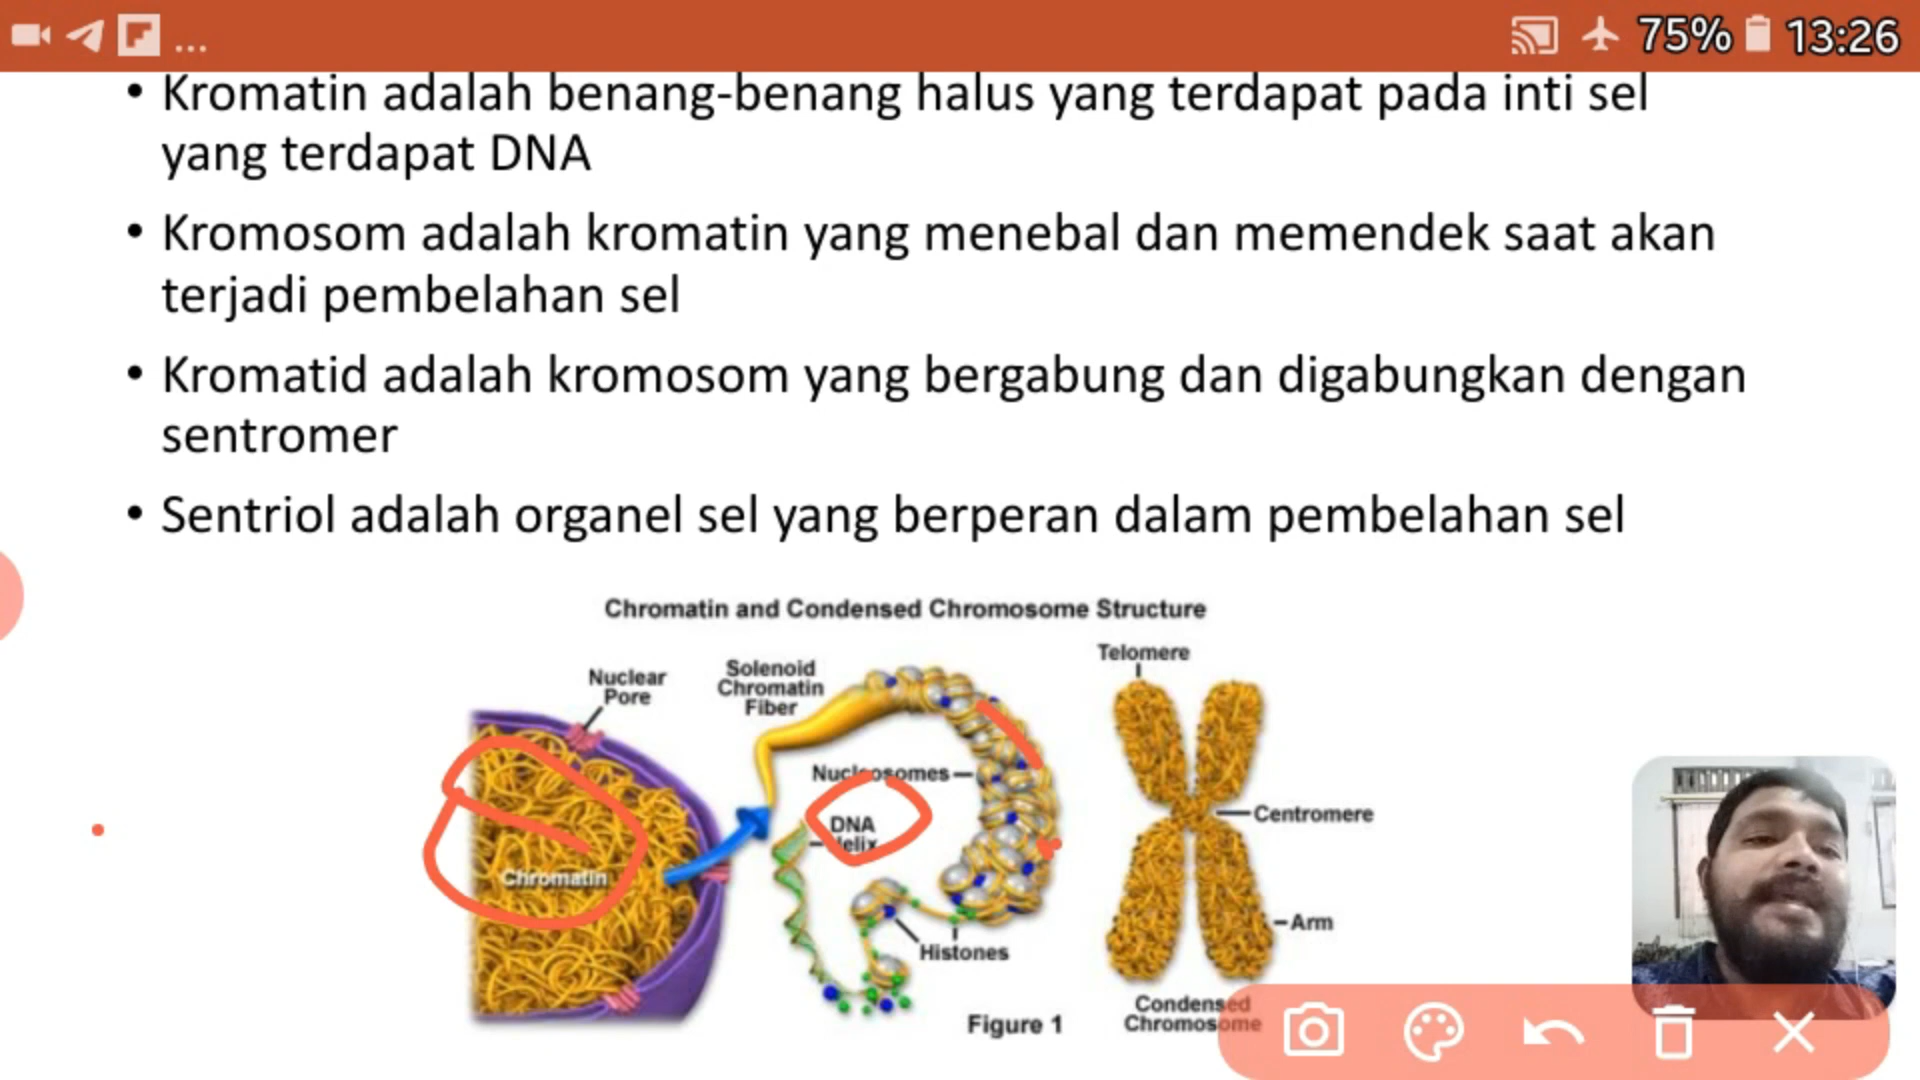 ... 75% 13:26
• Kromatin adalah benang-benang halus yang terdapat pada inti sel
yang terdapat DNA
• Kromosom adalah kromatin yang menebal dan memendek saat akan
terjadi pembelahan sel
• Kromatid adalah kromosom yang bergabung dan digabungkan dengan
sentromer
• Sentriol adalah organel sel yang berperan dalam pembelahan sel
Chromatin and Condensed Chromosome Structure
Nuclear
Pore
Solenoid
Chromatin
Fiber
Telomere
Nucleosomes
DNA
Helix
Chromatin
Centromere
Histones
Arm
Condensed
Chromosome
Figure 1